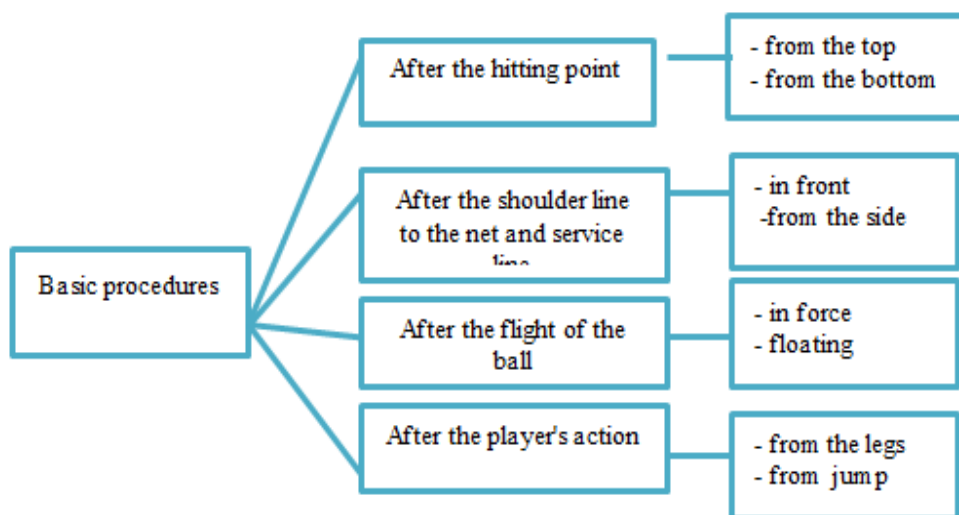 Basic procedures
After the hitting point
- from the top
- from the bottom
After the shoulder line
to the net and service
- in front
-from the side
After the flight of the
ball
- in force
- floating
After the player's action
- from the legs
- from jump